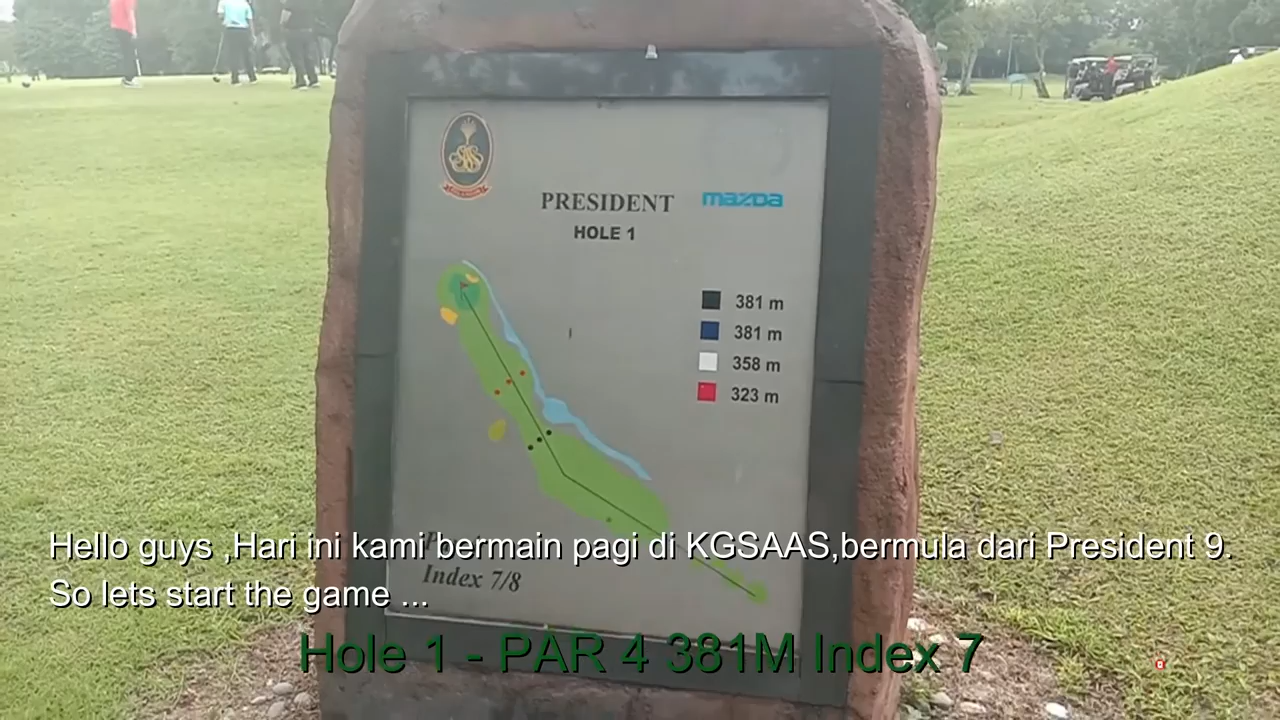 PRESIDENT
mazda
HOLE 1
381 m
381 m
358 m
323 m
Hello guys ,Hari ini kami bermain pagi di KGSAAS,bermula dari President 9.
So lets start the game ...
Index 7/8
Hole 1 - PAR 4 381M Index 7